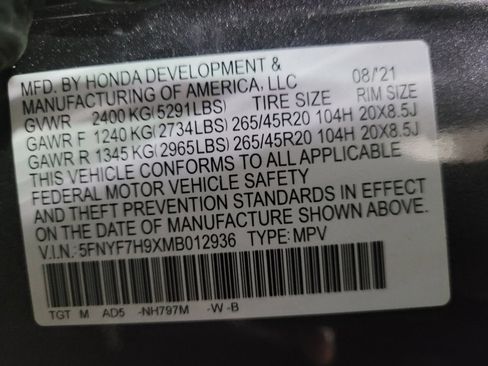 MFD. BY HONDA DEVELOPMENT & 08/'21
MANUFACTURING OF AMERICA, LLC
GVWR 2400 KG(5291LBS) TIRE SIZE RIM SIZE
GAWR F 1240 KG(2734LBS) 265/45R20 104H 20X8.5J
GAWR R 1345 KG(2965LBS) 265/45R20 104H 20X8.5J
THIS VEHICLE CONFORMS TO ALL APPLICABLE
FEDERAL MOTOR VEHICLE SAFETY
AND THEFT PREVENTION STANDARDS IN EFFECT
ON THE DATE OF MANUFACTURE SHOWN ABOVE.
V.I.N.:5FNYF7H9XMB012936 TYPE:MPV
TGT M AD5 -NH797M -W -B